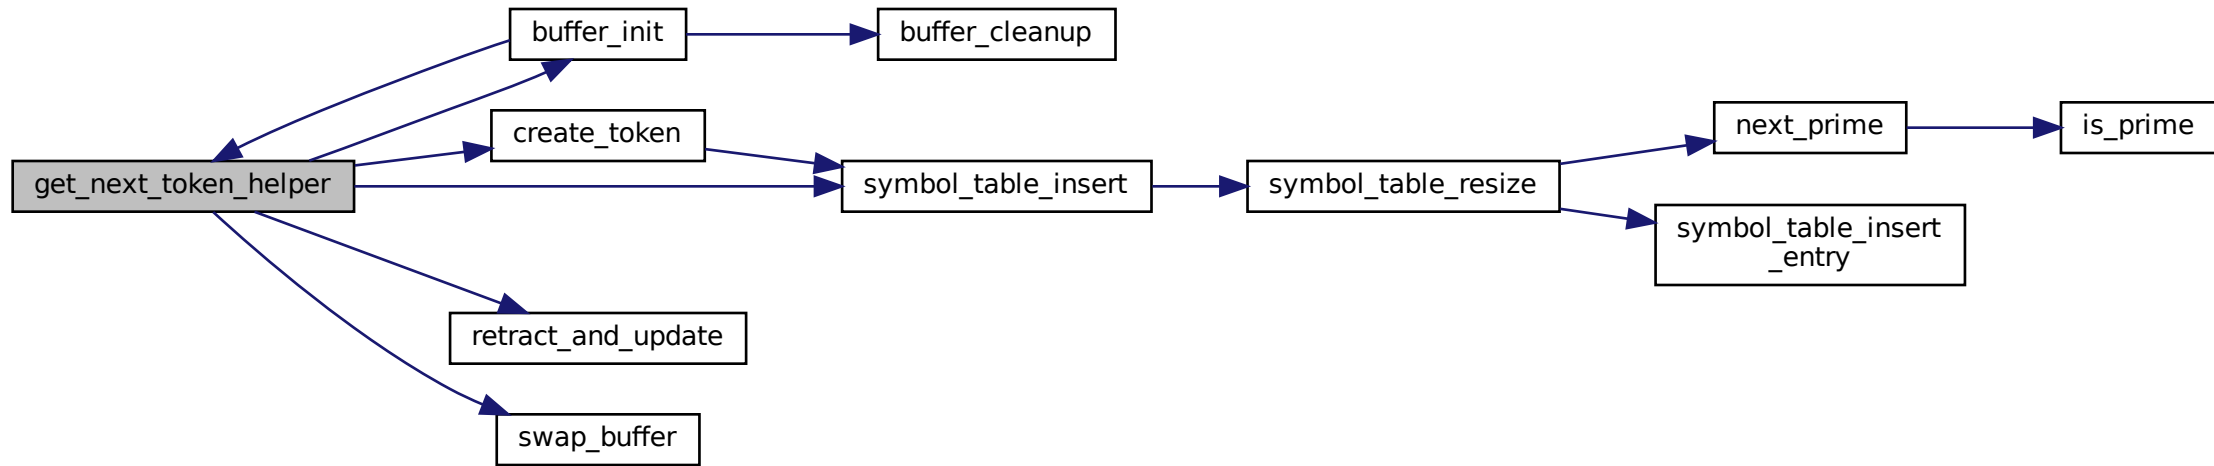 buffer_init
buffer_cleanup
create_token
next_prime
is_prime
get_next_token_helper
symbol_table_insert
symbol_table_resize
symbol_table_insert
_entry
retract_and_update
swap_buffer